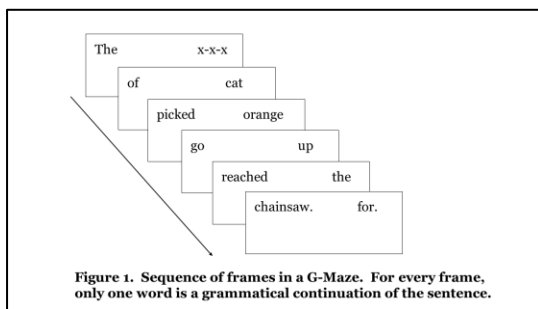 The x-x-x
of cat
picked orange
go up
reached the
chainsaw. for.
Figure 1. Sequence of frames in a G-Maze. For every frame,
only one word is a grammatical continuation of the sentence.